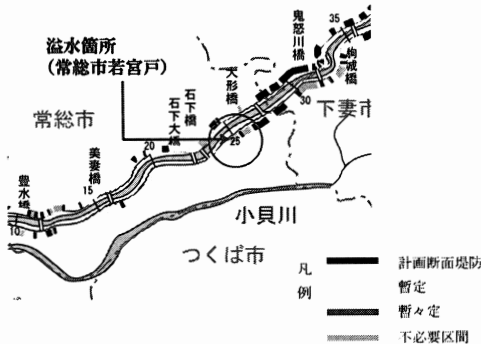 溢水箇所
(常総市若宮戸)
鬼怒川橋
35
大形橋
30
下妻市
石下橋
石下大橋
常総市
25
20
美妻橋
15
豊水橋
10
小貝川
つくば市
凡例
計画断面堤防
暫定
暫々定
不必要区間